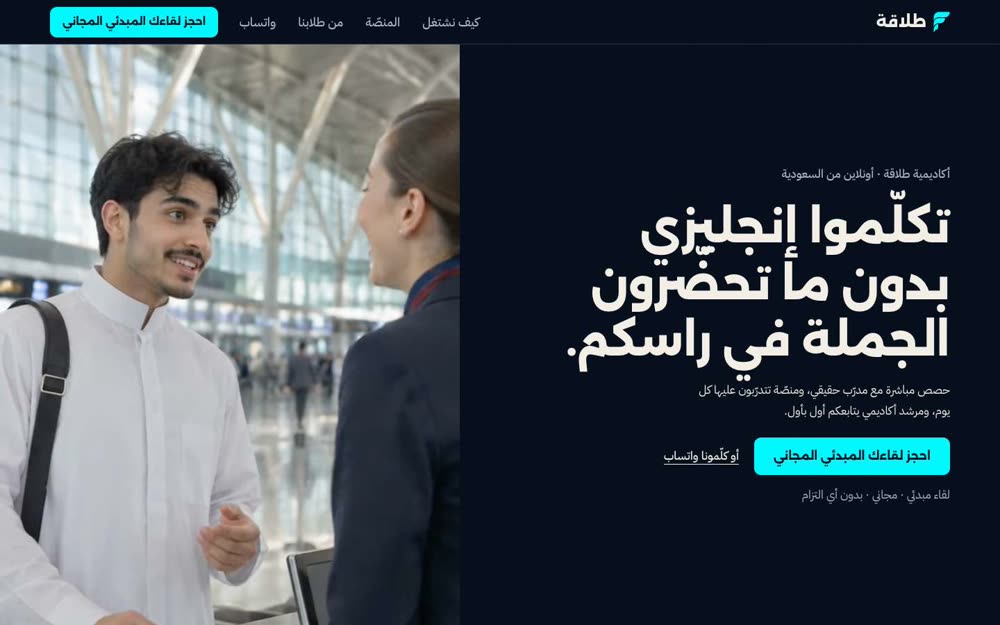 طلاقة
كيف نشتغل
المنصّة
من طلابنا
واتساب
احجز لقاءك المبدئي المجاني
أكاديمية طلاقة · أونلاين من السعودية
تكلّموا إنجليزي
بدون ما تحضّرون
الجملة في راسكم.
حصص مباشرة مع مدرّب حقيقي، ومنصّة تتدرّبون عليها كل
يوم، ومرشد أكاديمي يتابعكم أول بأول.
احجز لقاءك المبدئي المجاني
أو كلّمونا واتساب
لقاء مبدئي · مجاني · بدون أي التزام